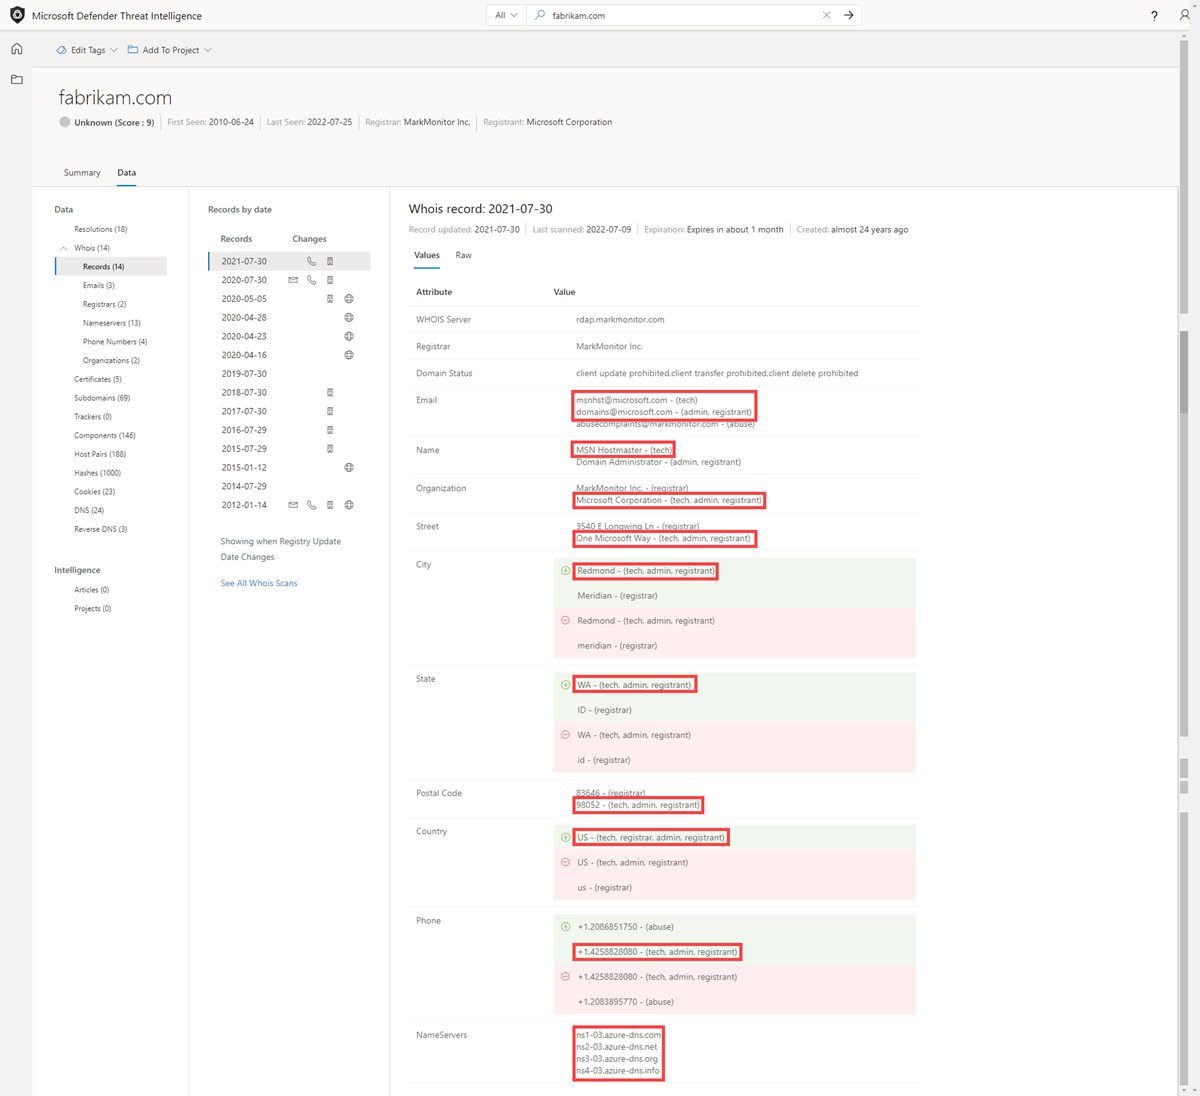 Microsoft Defender Threat Intelligence
All
fabrikam.com
?
Edit Tags
Add To Project
fabrikam.com
Unknown (Score : 9)
First Seen: 2010-06-24
Last Seen: 2022-07-25
Registrar: MarkMonitor Inc.
Registrant: Microsoft Corporation
Summary
Data
Data
Resolutions (18)
Whois (14)
Records (14)
Emails (3)
Registrars (2)
Nameservers (13)
Phone Numbers (4)
Organizations (2)
Certificates (5)
Subdomains (69)
Trackers (0)
Components (146)
Host Pairs (188)
Hashes (1000)
Cookies (23)
DNS (24)
Reverse DNS (3)
Intelligence
Articles (0)
Projects (0)
Records by date
Records Changes
2021-07-30
2020-07-30
2020-05-05
2020-04-28
2020-04-23
2020-04-16
2019-07-30
2018-07-30
2017-07-30
2016-07-29
2015-07-29
2015-01-12
2014-07-29
2012-01-14
Showing when Registry Update
Date Changes
See All Whois Scans
Whois record: 2021-07-30
Record updated: 2021-07-30
Last scanned: 2022-07-09
Expiration: Expires in about 1 month
Created: almost 24 years ago
Values
Raw
Attribute Value
WHOIS Server rdap.markmonitor.com
Registrar MarkMonitor Inc.
Domain Status client update prohibited,client transfer prohibited,client delete prohibited
Email msnhst@microsoft.com - (tech)
domains@microsoft.com - (admin, registrant)
abusecomplaints@markmonitor.com - (abuse)
Name MSN Hostmaster - (tech)
Domain Administrator - (admin, registrant)
Organization MarkMonitor Inc. - (registrar)
Microsoft Corporation - (tech, admin, registrant)
Street 3540 E Longwing Ln - (registrar)
One Microsoft Way - (tech, admin, registrant)
City Redmond - (tech, admin, registrant)
Meridian - (registrar)
Redmond - (tech, admin, registrant)
meridian - (registrar)
State WA - (tech, admin, registrant)
ID - (registrar)
WA - (tech, admin, registrant)
id - (registrar)
Postal Code 83646 - (registrar)
98052 - (tech, admin, registrant)
Country US - (tech, registrar, admin, registrant)
US - (tech, admin, registrant)
us - (registrar)
Phone +1.2086851750 - (abuse)
+1.4258828080 - (tech, admin, registrant)
+1.4258828080 - (tech, admin, registrant)
+1.2083895770 - (abuse)
NameServers ns1-03.azure-dns.com
ns2-03.azure-dns.net
ns3-03.azure-dns.org
ns4-03.azure-dns.info